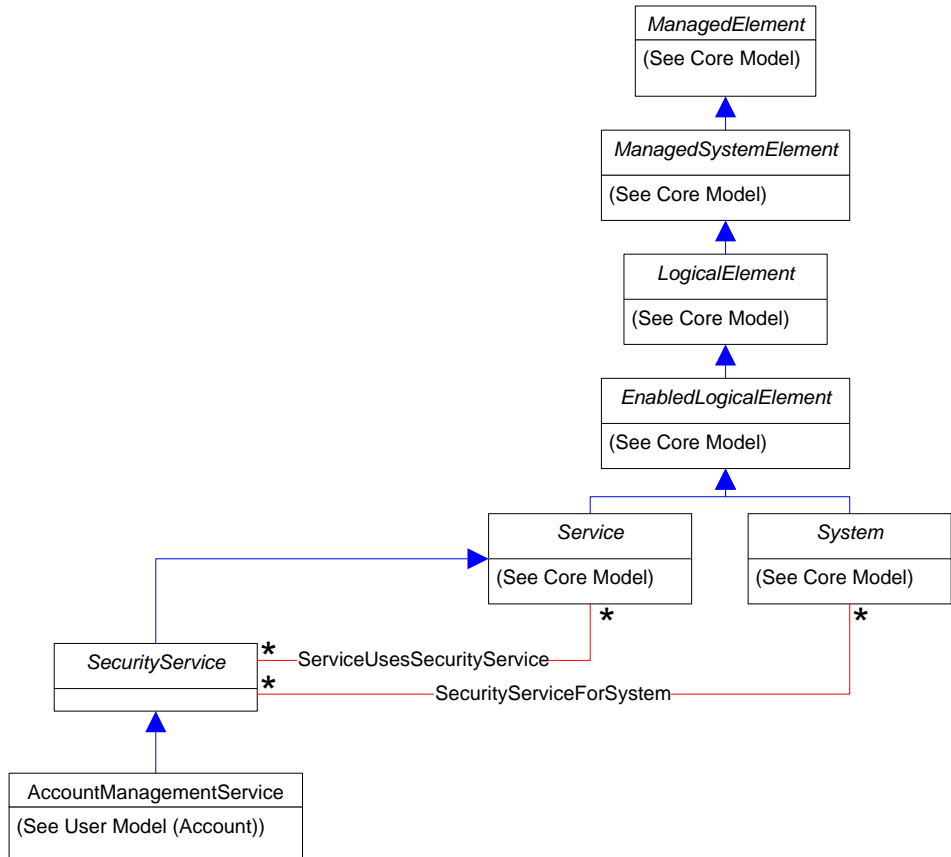 ManagedElement
(See Core Model)
ManagedSystemElement
(See Core Model)
LogicalElement
(See Core Model)
EnabledLogicalElement
(See Core Model)
Service
(See Core Model)
System
(See Core Model)
*
*
SecurityService
*
ServiceUsesSecurityService
*
SecurityServiceForSystem
AccountManagementService
(See User Model (Account))